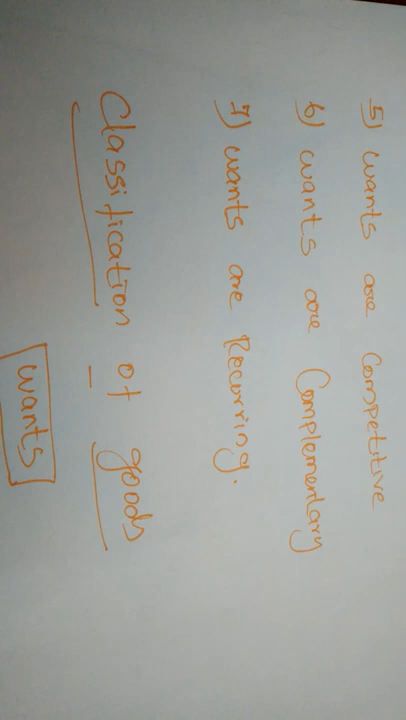 5) wants are Competitive
6) wants are Complementary
7) wants are Recurring.
Classification of goods
wants